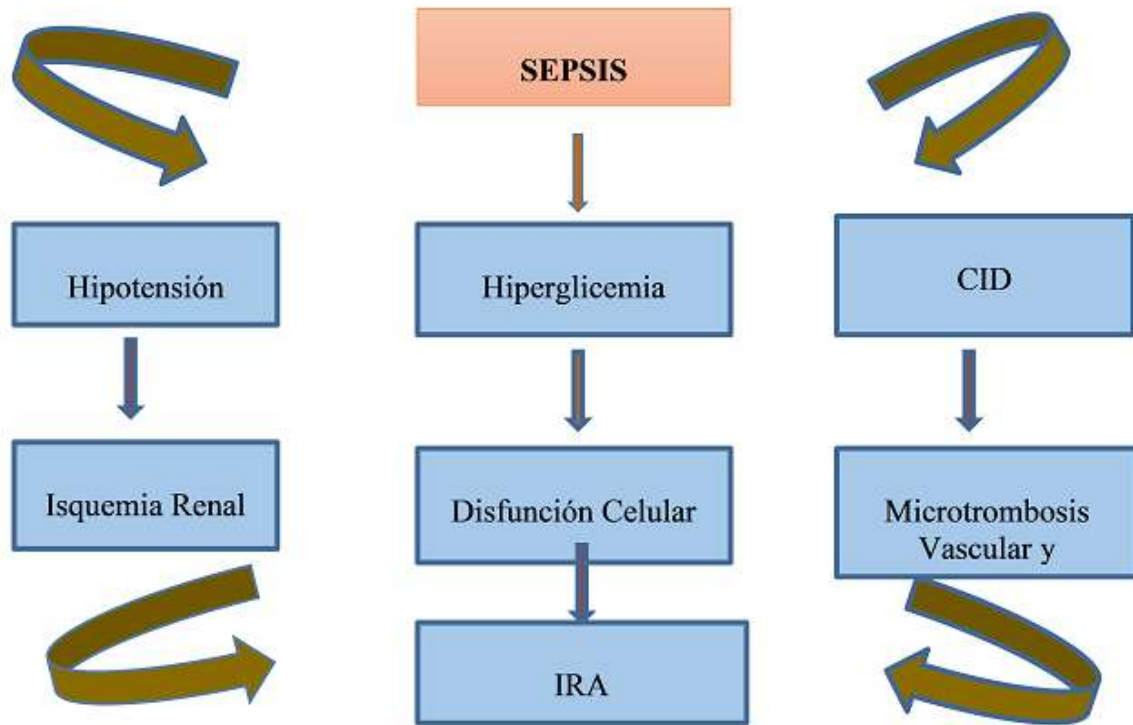 SEPSIS
Hipotensión
Hiperglicemia
CID
Isquemia Renal
Disfunción Celular
Microtrombosis
Vascular y
IRA